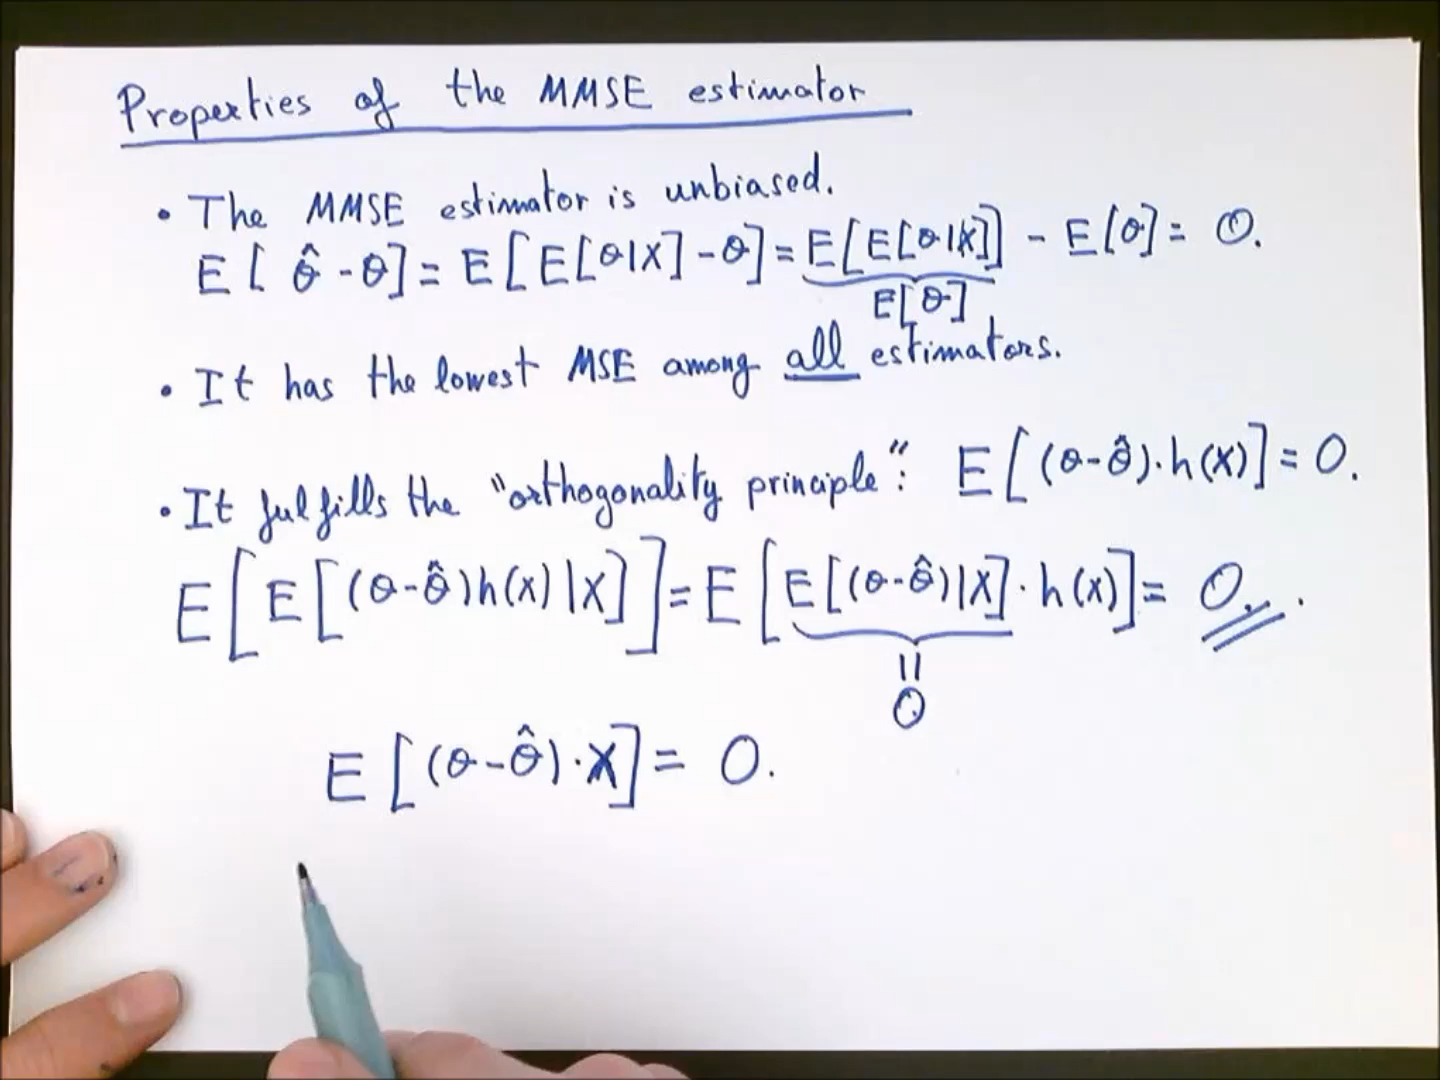 Properties of the MMSE estimator
• The MMSE estimator is unbiased.
E[θ̂-θ] = E[E[θ|X]-θ] = E[E[θ|X]] - E[θ] = 0.
E[θ]
• It has the lowest MSE among all estimators.
• It fulfills the "orthogonality principle": E[(θ-θ̂)·h(X)] = 0.
E[E[(θ-θ̂)h(X)|X]] = E[E[(θ-θ̂)|X]·h(X)] = 0.
=
0
E[(θ-θ̂)·X] = 0.